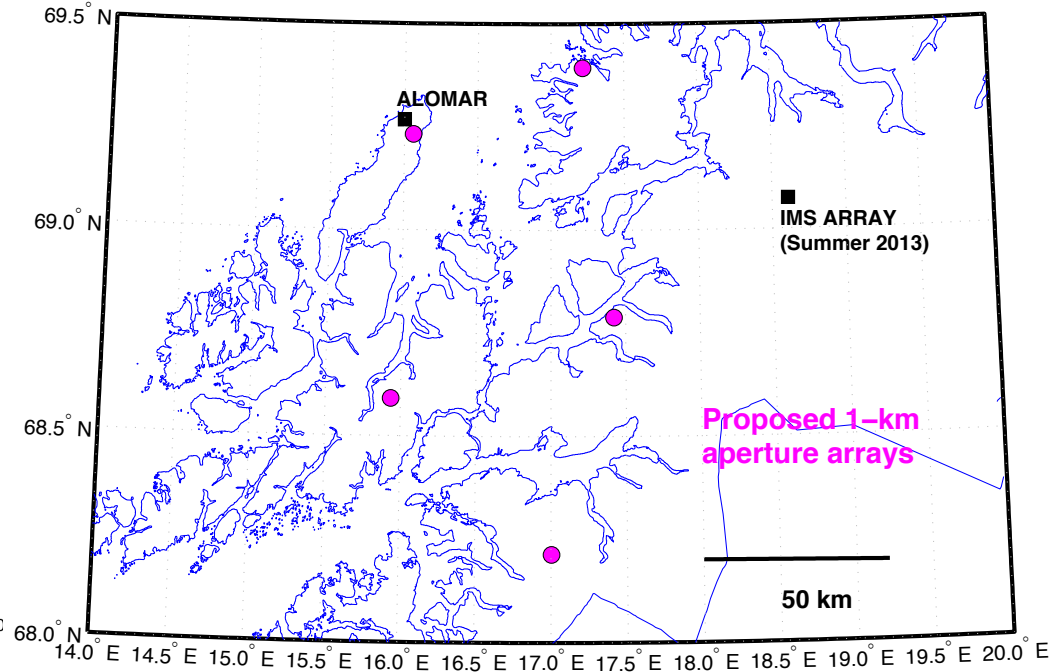 69.5° N
ALOMAR
69.0° N
IMS ARRAY
(Summer 2013)
Proposed 1–km
aperture arrays
68.5° N
50 km
68.0° N
14.0° E 14.5° E 15.0° E 15.5° E 16.0° E 16.5° E 17.0° E 17.5° E 18.0° E 18.5° E 19.0° E 19.5° E 20.0° E